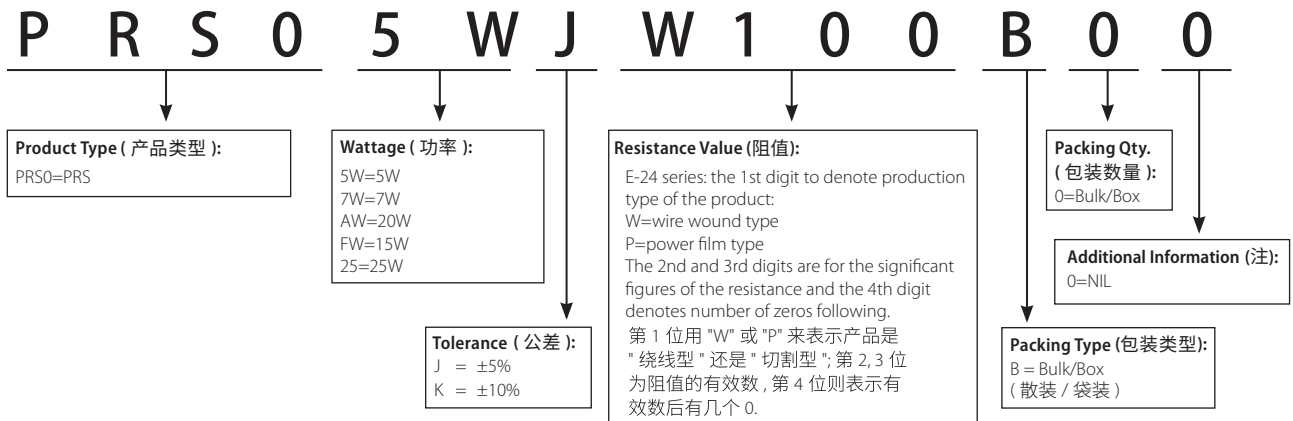 P R S 0 5 W J W 1 0 0 B 0 0
Product Type ( 产品类型 ):
PRS0=PRS
Wattage ( 功率 ):
5W=5W
7W=7W
AW=20W
FW=15W
25=25W
Tolerance ( 公差 ):
J = ±5%
K = ±10%
Resistance Value (阻值):
E-24 series: the 1st digit to denote production
type of the product:
W=wire wound type
P=power film type
The 2nd and 3rd digits are for the significant
figures of the resistance and the 4th digit
denotes number of zeros following.
第 1 位用 "W" 或 "P" 来表示产品是
" 绕线型 " 还是 " 切割型 "; 第 2, 3 位
为阻值的有效数 , 第 4 位则表示有
效数后有几个 0.
Packing Qty.
( 包装数量 ):
0=Bulk/Box
Additional Information (注):
0=NIL
Packing Type (包装类型):
B = Bulk/Box
( 散装 / 袋装 )